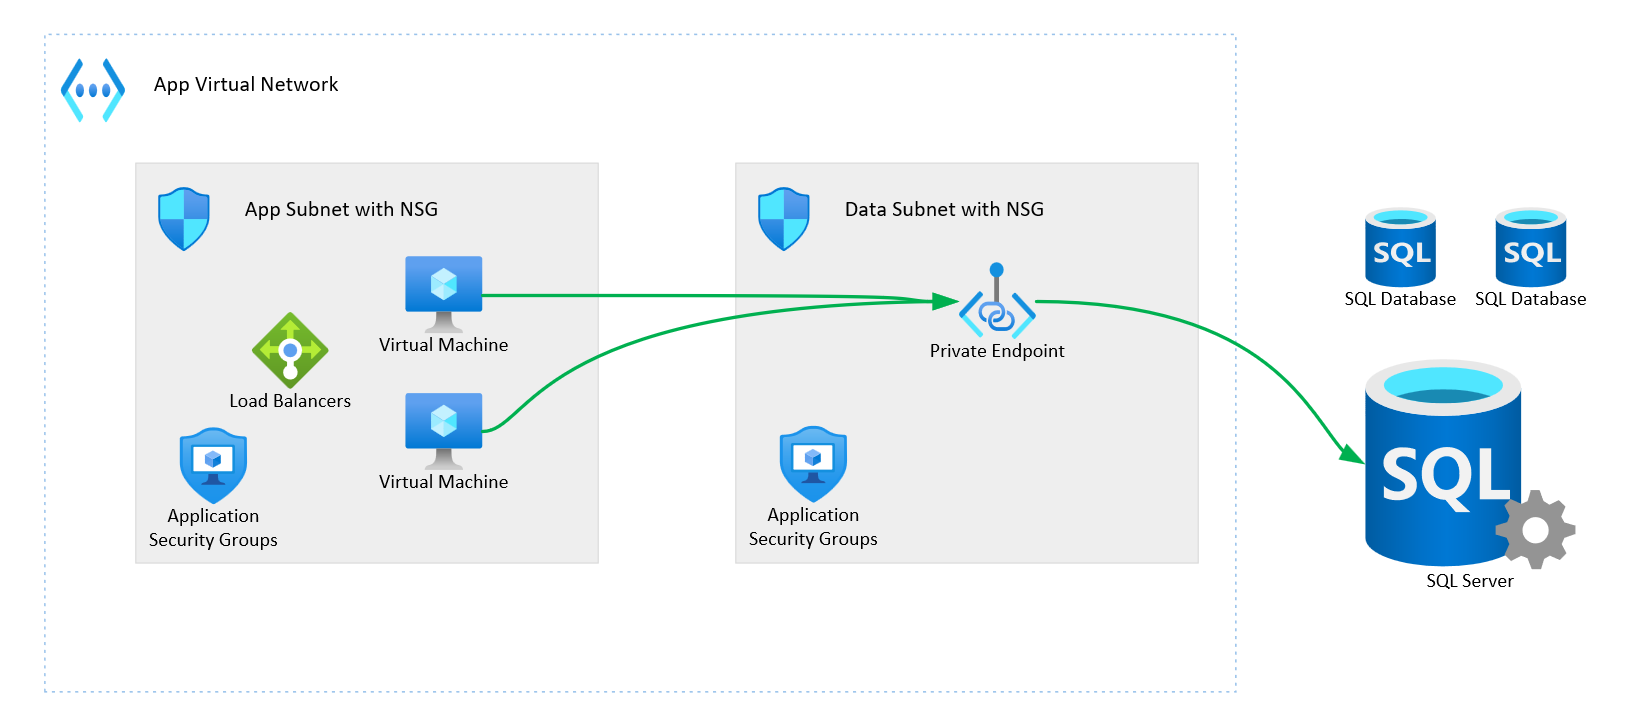 App Virtual Network
App Subnet with NSG
Virtual Machine
Load Balancers
Virtual Machine
Application
Security Groups
Data Subnet with NSG
Private Endpoint
Application
Security Groups
SQL
SQL Database
SQL
SQL Database
SQL
SQL Server